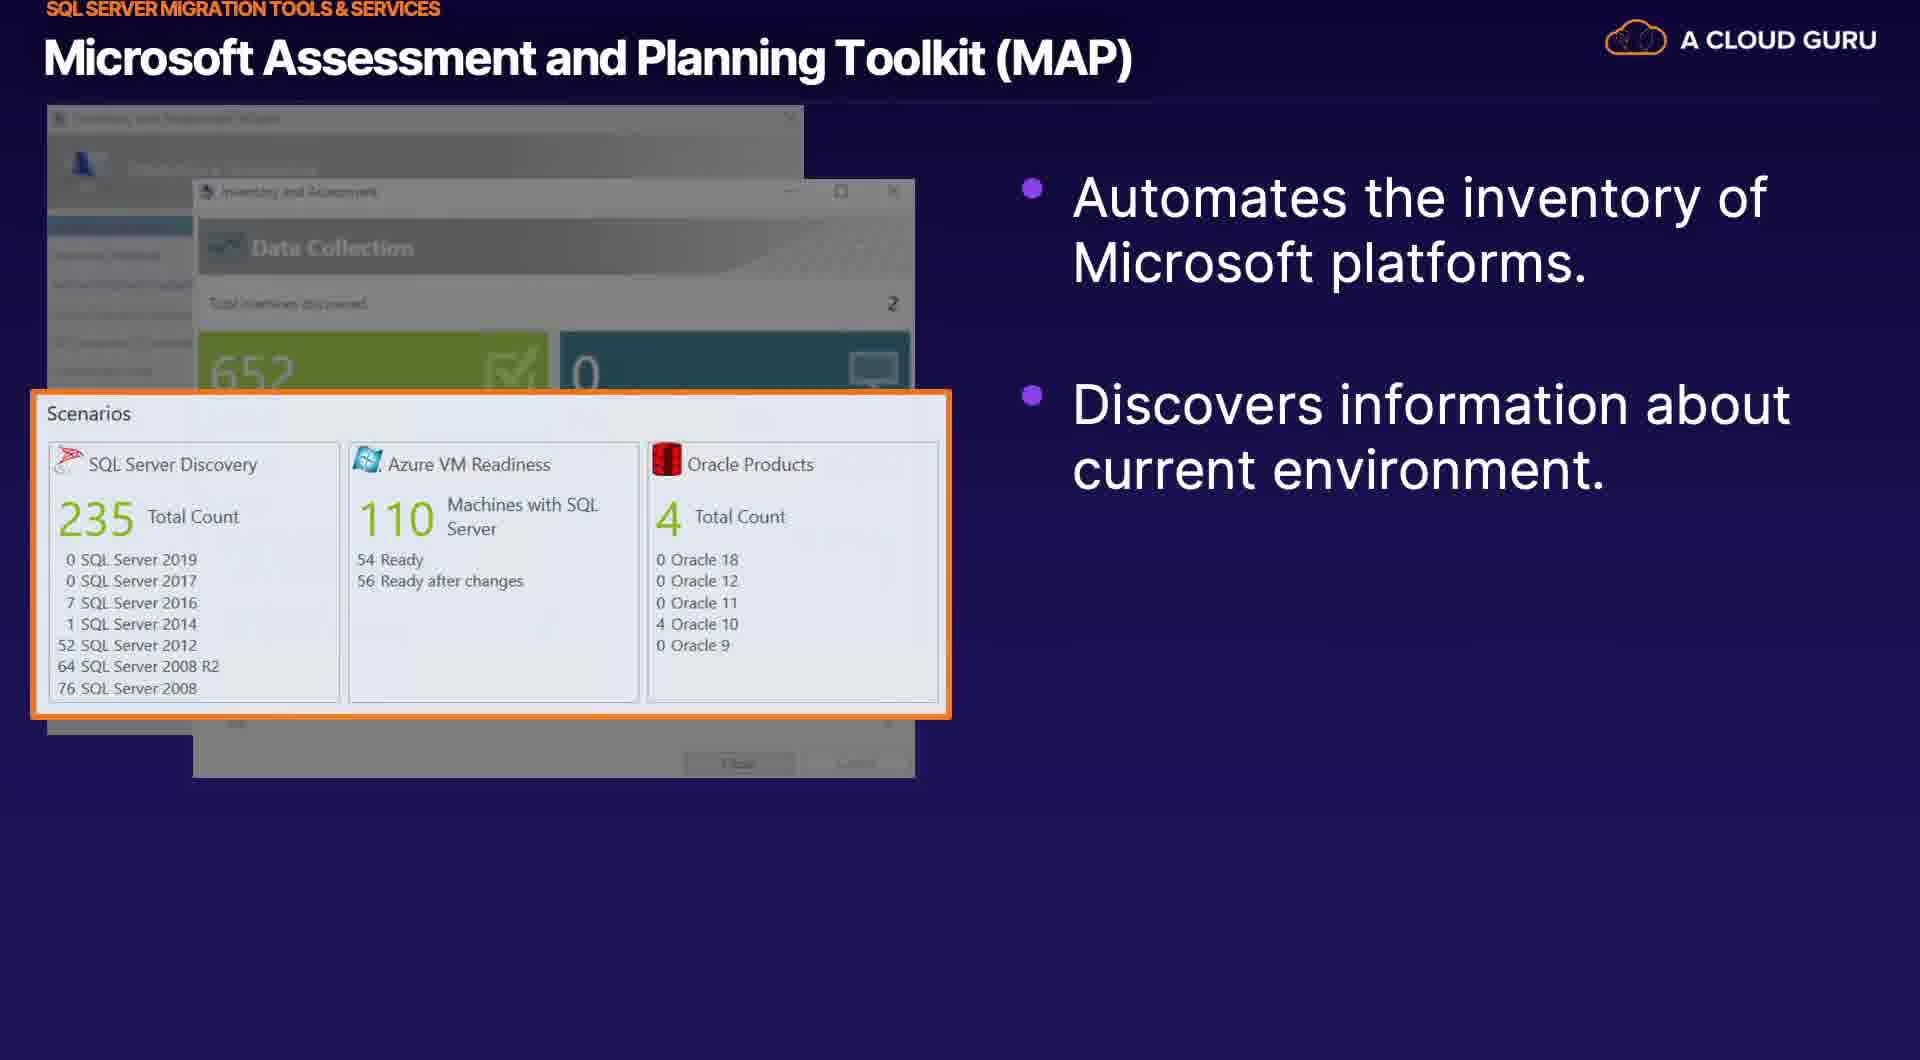 SQL SERVER MIGRATION TOOLS & SERVICES
Microsoft Assessment and Planning Toolkit (MAP)
A CLOUD GURU
Inventory and Assessment
Data Collection
Total machines discovered
2
652
0
Scenarios
SQL Server Discovery
235 Total Count
0 SQL Server 2019
0 SQL Server 2017
7 SQL Server 2016
1 SQL Server 2014
52 SQL Server 2012
64 SQL Server 2008 R2
76 SQL Server 2008
Azure VM Readiness
110 Machines with SQL
Server
54 Ready
56 Ready after changes
Oracle Products
4 Total Count
0 Oracle 18
0 Oracle 12
0 Oracle 11
4 Oracle 10
0 Oracle 9
Close
Automates the inventory of
Microsoft platforms.
Discovers information about
current environment.